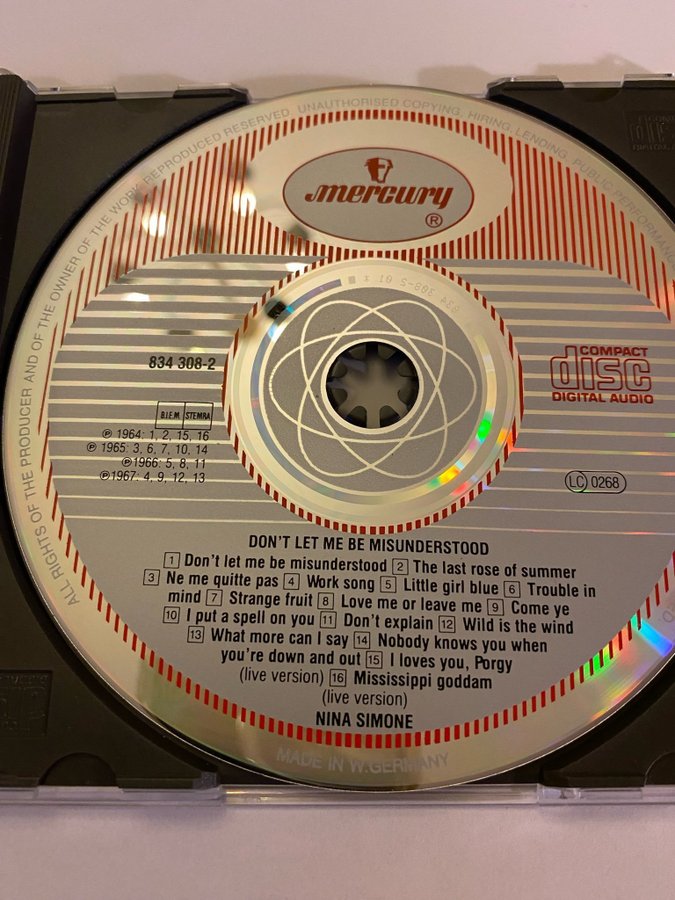 ALL RIGHTS OF THE PRODUCER AND OF THE OWNER OF THE WORK REPRODUCED RESERVED. UNAUTHORISED COPYING, HIRING, LENDING, PUBLIC PERFORMAN
mercury
®
834 308-2
COMPACT
disc
DIGITAL AUDIO
B.I.E.M. STEMRA
℗1964: 1, 2, 15, 16
℗1965: 3, 6, 7, 10, 14
℗1966: 5, 8, 11
℗1967: 4, 9, 12, 13
LC 0268
DON'T LET ME BE MISUNDERSTOOD
1 Don't let me be misunderstood 2 The last rose of summer
3 Ne me quitte pas 4 Work song 5 Little girl blue 6 Trouble in
mind 7 Strange fruit 8 Love me or leave me 9 Come ye
10 I put a spell on you 11 Don't explain 12 Wild is the wind
13 What more can I say 14 Nobody knows you when
you're down and out 15 I loves you, Porgy
(live version) 16 Mississippi goddam
(live version)
NINA SIMONE
MADE IN W. GERMANY